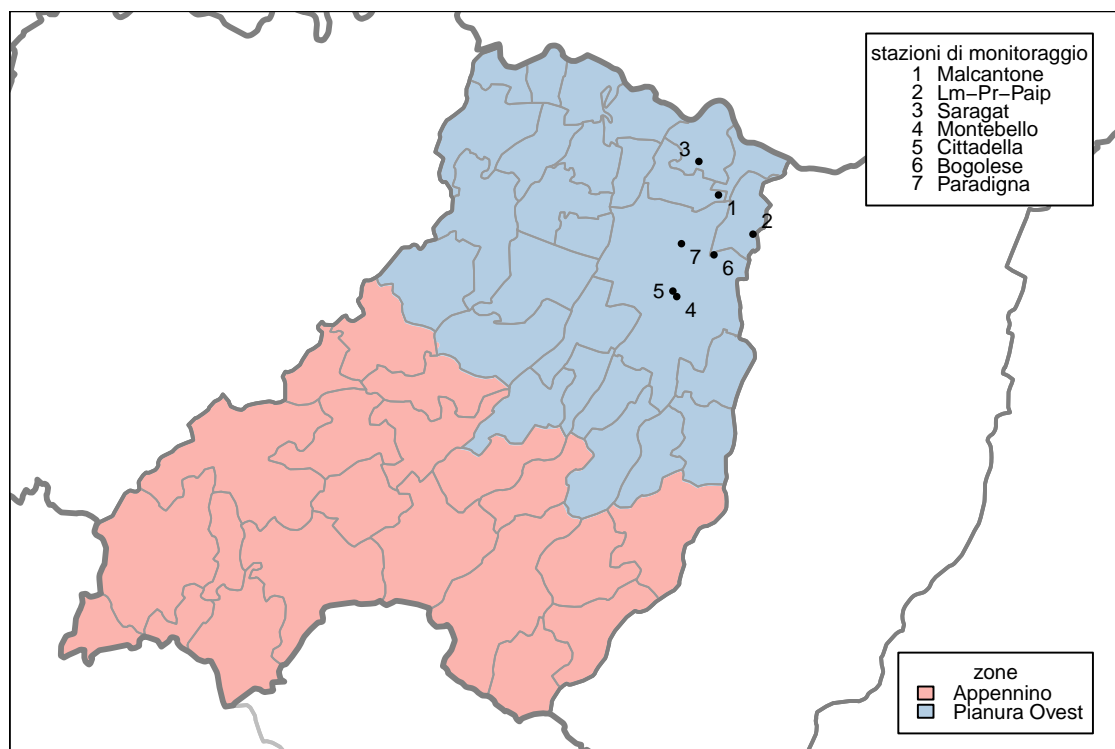 stazioni di monitoraggio
1 Malcantone
2 Lm−Pr−Paip
3 Saragat
4 Montebello
5 Cittadella
6 Bogolese
7 Paradigna
3
1
2
7
6
5
4
zone
Appennino
Pianura Ovest